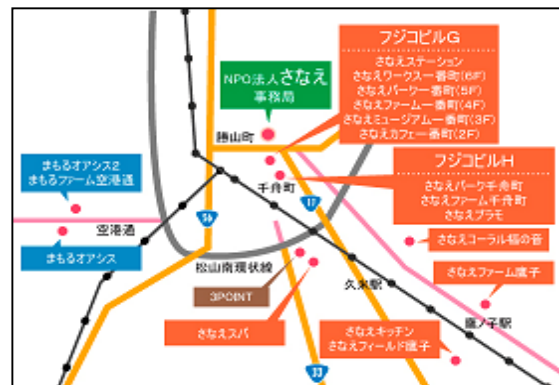 フジコビルG
さなえステーション
さなえワークス一番町(6F)
さなえパーク一番町(5F)
さなえファーム一番町(4F)
さなえミュージアム一番町(3F)
さなえカフェ一番町(2F)
NPO法人さなえ
事務局
勝山町
フジコビルH
さなえパーク千舟町
さなえファーム千舟町
さなえプラモ
千舟町
まもるオアシス2
まもるファーム空港通
空港通
まもるオアシス
56
11
さなえコーラル福の音
松山南環状線
3POINT
久米駅
さなえファーム鷹子
鷹ノ子駅
さなえスパ
さなえキッチン
さなえフィールド鷹子
33